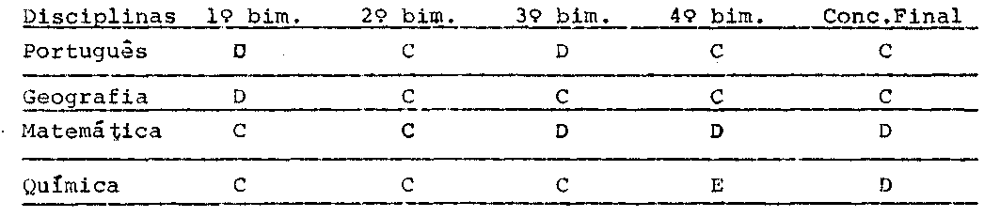 Disciplinas 1º bim. 2º bim. 3º bim. 4º bim. Conc.Final
Português D C D C C
Geografia D C C C C
Matemática C C D D D
Química C C C E D